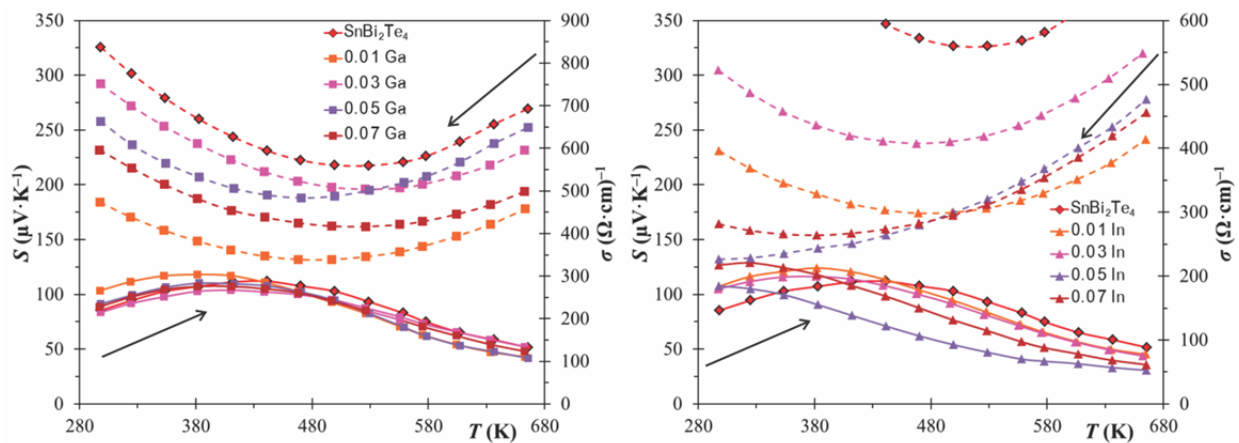 350
300
250
200
150
100
50
0
S (μV·K⁻¹)
280
380
480
580
680
T (K)
900
800
700
600
500
400
300
200
100
0
σ (Ω·cm)⁻¹
SnBi₂Te₄
0.01 Ga
0.03 Ga
0.05 Ga
0.07 Ga
350
300
250
200
150
100
50
0
S (μV·K⁻¹)
280
380
480
580
680
T (K)
600
500
400
300
200
100
0
σ (Ω·cm)⁻¹
SnBi₂Te₄
0.01 In
0.03 In
0.05 In
0.07 In